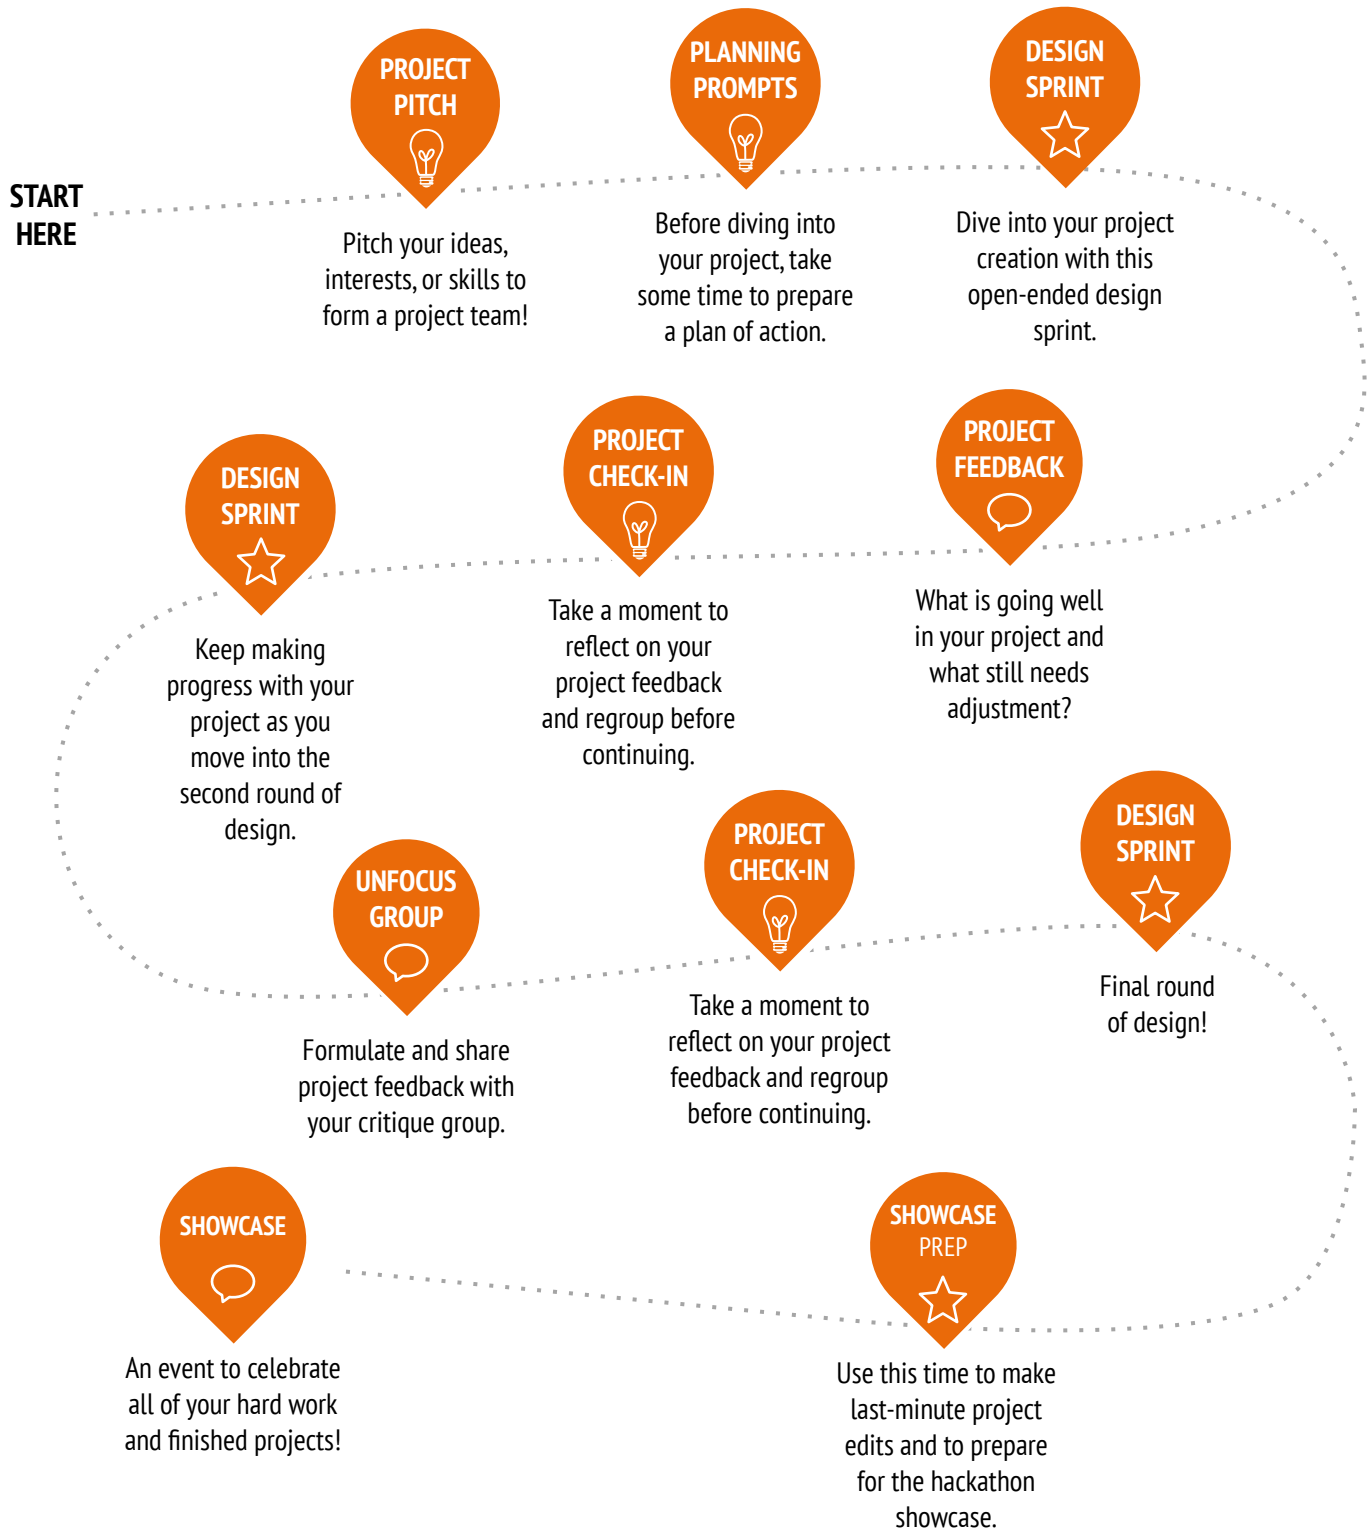 START
HERE
PROJECT
PITCH
Pitch your ideas,
interests, or skills to
form a project team!
PLANNING
PROMPTS
Before diving into
your project, take
some time to prepare
a plan of action.
DESIGN
SPRINT
Dive into your project
creation with this
open-ended design
sprint.
PROJECT
FEEDBACK
What is going well
in your project and
what still needs
adjustment?
PROJECT
CHECK-IN
Take a moment to
reflect on your
project feedback
and regroup before
continuing.
DESIGN
SPRINT
Keep making
progress with your
project as you
move into the
second round of
design.
UNFOCUS
GROUP
Formulate and share
project feedback with
your critique group.
PROJECT
CHECK-IN
Take a moment to
reflect on your project
feedback and regroup
before continuing.
DESIGN
SPRINT
Final round
of design!
SHOWCASE
PREP
Use this time to make
last-minute project
edits and to prepare
for the hackathon
showcase.
SHOWCASE
An event to celebrate
all of your hard work
and finished projects!